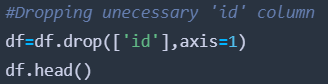 #Dropping unecessary 'id' column
df=df.drop(['id'],axis=1)
df.head()